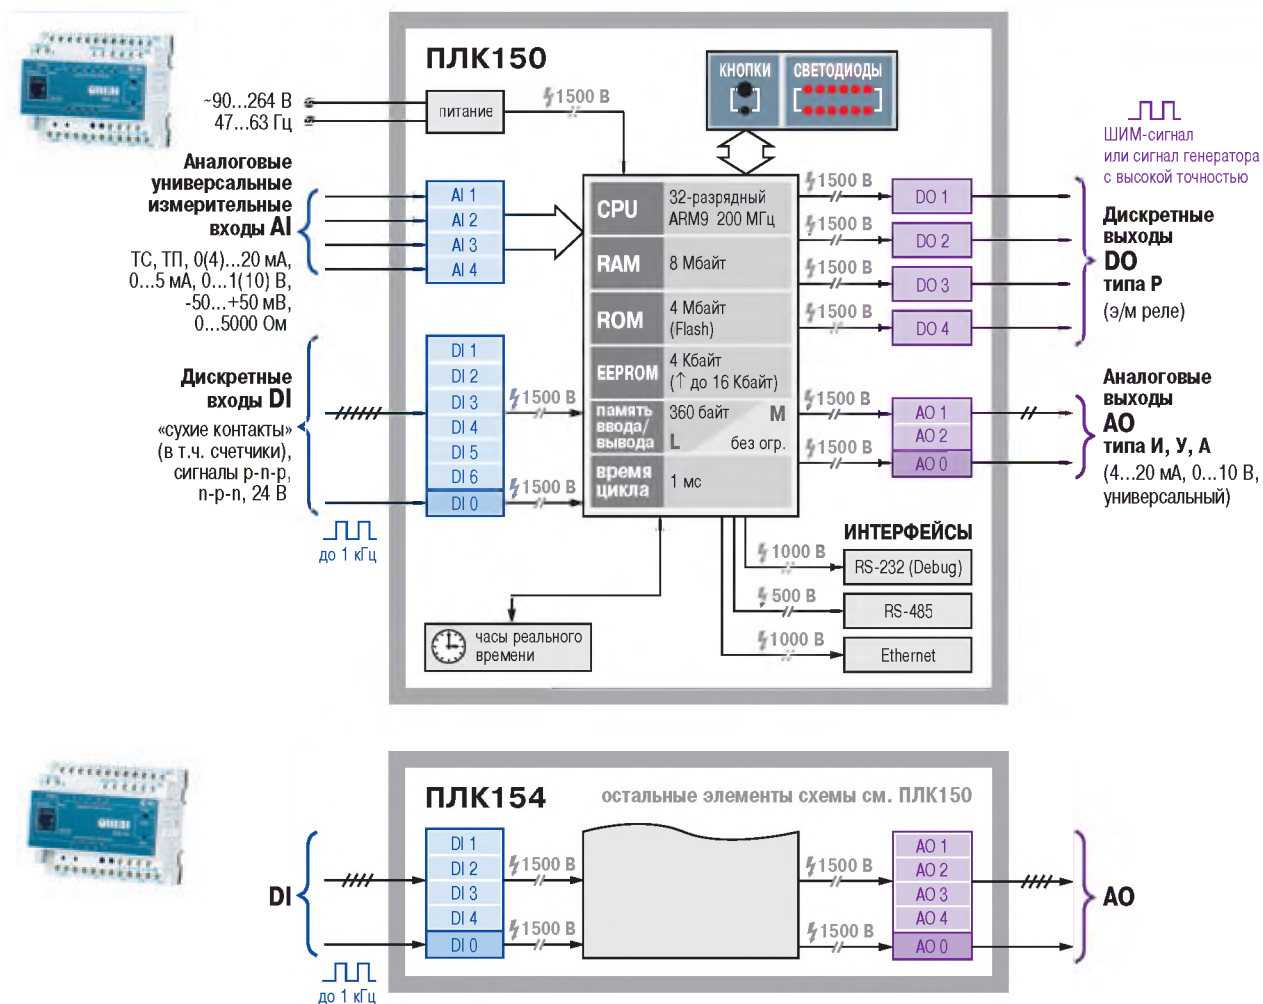 ПЛК150
КНОПКИ
СВЕТОДИОДЫ
~90...264 В
47...63 Гц
питание
1500 В
Аналоговые
универсальные
измерительные
входы AI
ТС, ТП, 0(4)...20 мА,
0...5 мА, 0...1(10) В,
-50...+50 мВ,
0...5000 Ом
AI 1
AI 2
AI 3
AI 4
Дискретные
входы DI
«сухие контакты»
(в т.ч. счетчики),
сигналы p-n-p,
n-p-n, 24 В
до 1 кГц
DI 1
DI 2
DI 3
DI 4
DI 5
DI 6
DI 0
1500 В
1500 В
CPU
32-разрядный
ARM9 200 МГц
RAM
8 Мбайт
ROM
4 Мбайт
(Flash)
EEPROM
4 Кбайт
(↑ до 16 Кбайт)
память
ввода/
вывода
360 байт
M
L
без огр.
время
цикла
1 мс
1500 В
1500 В
1500 В
1500 В
DO 1
DO 2
DO 3
DO 4
ШИМ-сигнал
или сигнал генератора
с высокой точностью
Дискретные
выходы
DO
типа Р
(э/м реле)
1500 В
1500 В
AO 1
AO 2
AO 0
Аналоговые
выходы
AO
типа И, У, А
(4...20 мА, 0...10 В,
универсальный)
ИНТЕРФЕЙСЫ
1000 В
RS-232 (Debug)
500 В
RS-485
1000 В
Ethernet
часы реального
времени
ПЛК154
остальные элементы схемы см. ПЛК150
DI
до 1 кГц
DI 1
DI 2
DI 3
DI 4
DI 0
1500 В
1500 В
1500 В
1500 В
AO 1
AO 2
AO 3
AO 4
AO 0
AO